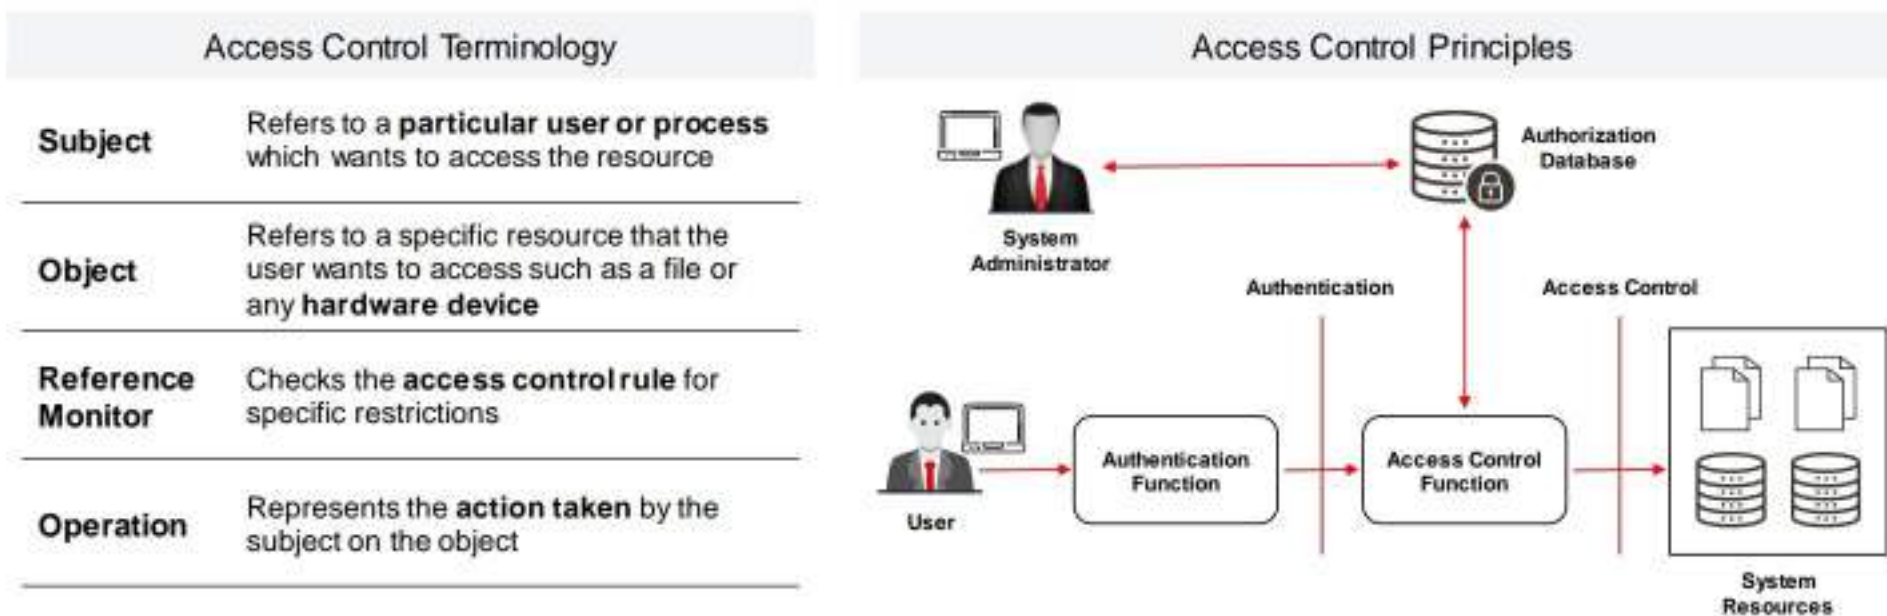 Access Control Terminology
Subject
Refers to a particular user or process
which wants to access the resource
Object
Refers to a specific resource that the
user wants to access such as a file or
any hardware device
Reference
Monitor
Checks the access control rule for
specific restrictions
Operation
Represents the action taken by the
subject on the object
Access Control Principles
Authorization
Database
System
Administrator
Authentication
Access Control
Authentication
Function
Access Control
Function
User
System
Resources